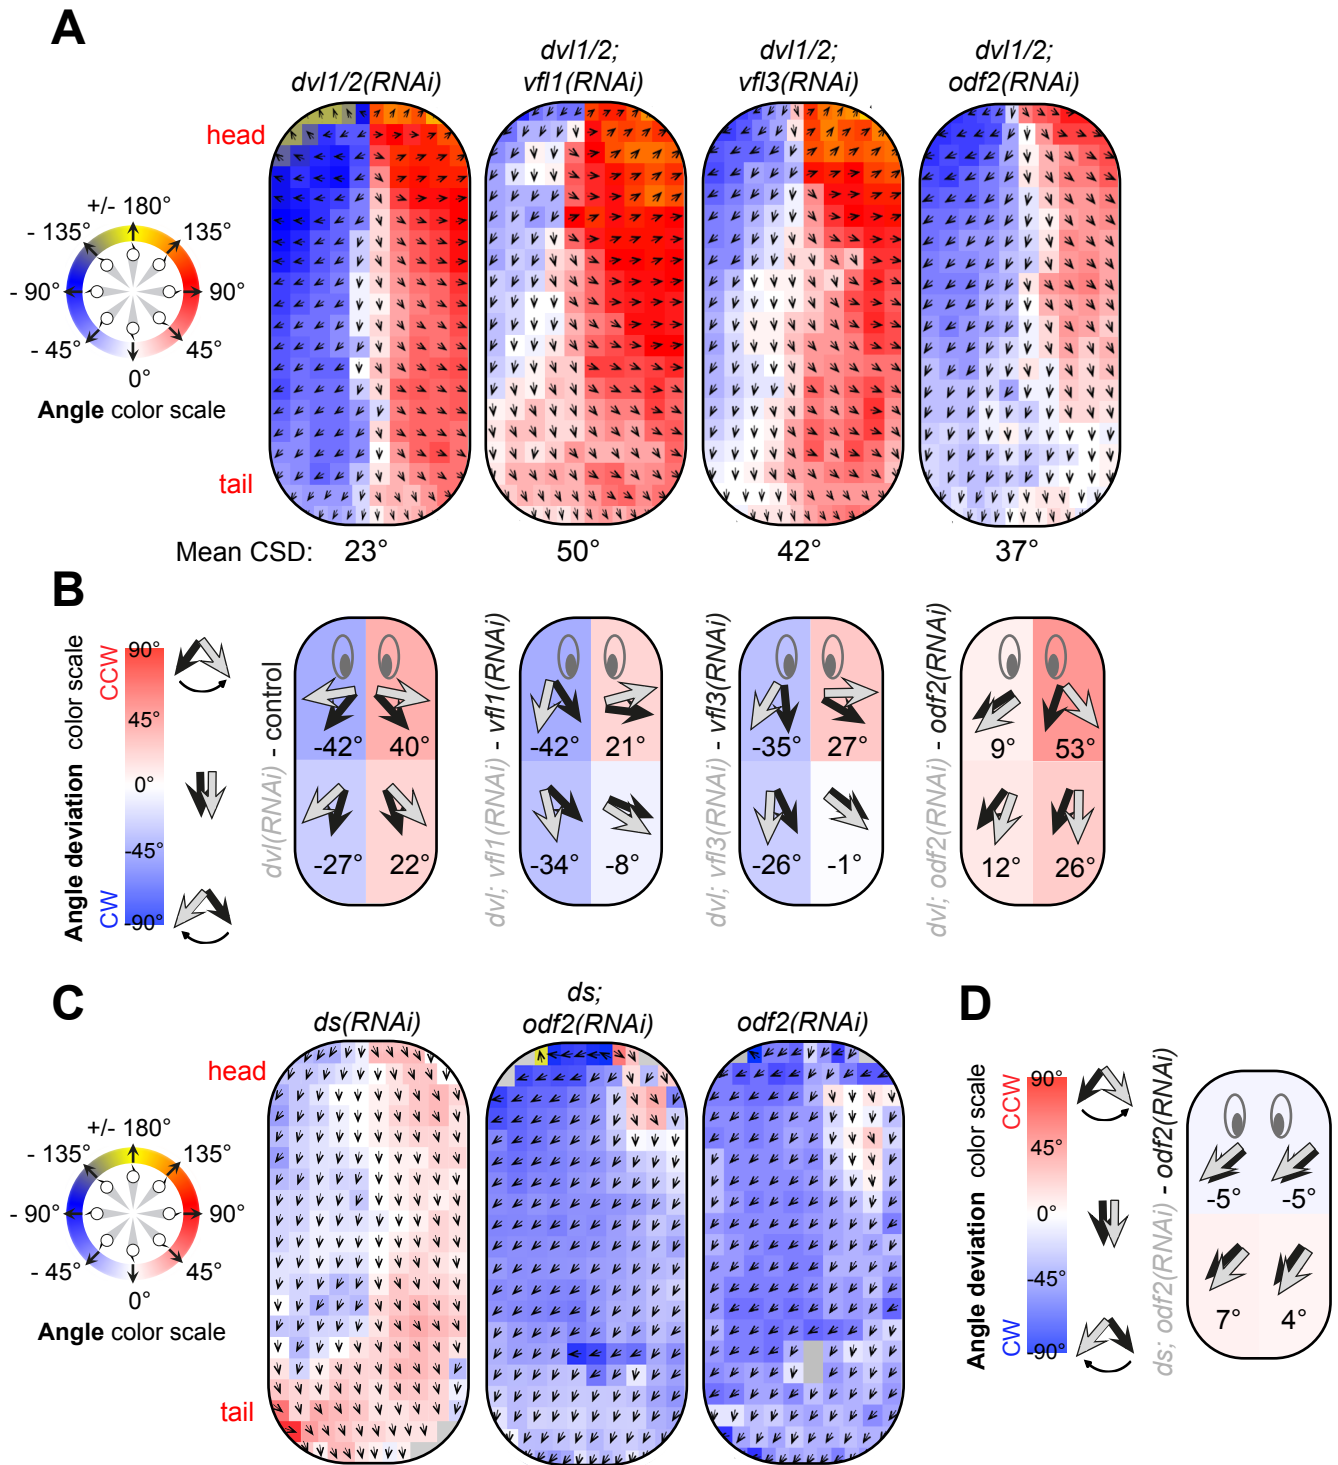 A
dvl1/2(RNAi)
dvl1/2;
vfl1(RNAi)
dvl1/2;
vfl3(RNAi)
dvl1/2;
odf2(RNAi)
head
+/- 180°
- 135°
135°
- 90°
90°
- 45°
45°
0°
Angle color scale
tail
Mean CSD: 23° 50° 42° 37°
B
Angle deviation color scale
CCW
CW
90°
45°
0°
-45°
-90°
dvl(RNAi) - control
-42° 40°
-27° 22°
dvl; vfl1(RNAi) - vfl1(RNAi)
-42° 21°
-34° -8°
dvl; vfl3(RNAi) - vfl3(RNAi)
-35° 27°
-26° -1°
dvl; odf2(RNAi) - odf2(RNAi)
9° 53°
12° 26°
C
ds(RNAi)
ds;
odf2(RNAi)
odf2(RNAi)
head
+/- 180°
- 135°
135°
- 90°
90°
- 45°
45°
0°
Angle color scale
tail
D
Angle deviation color scale
CCW
CW
90°
45°
0°
-45°
-90°
ds; odf2(RNAi) - odf2(RNAi)
-5° -5°
7° 4°